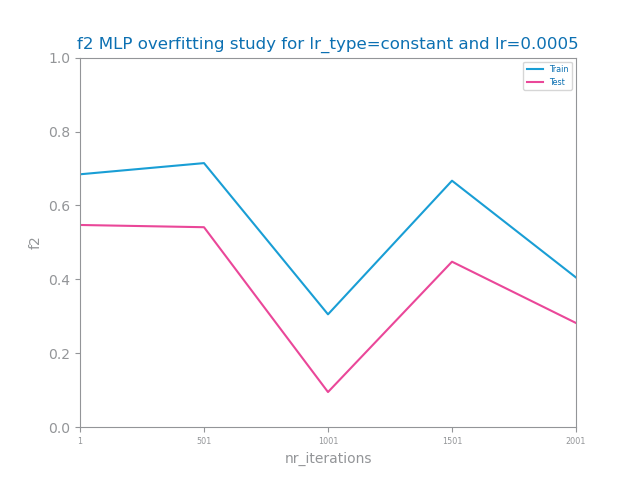 f2 MLP overfitting study for lr_type=constant and lr=0.0005
Train
Test
1.0
0.8
0.6
0.4
0.2
0.0
f2
1 501 1001 1501 2001
nr_iterations